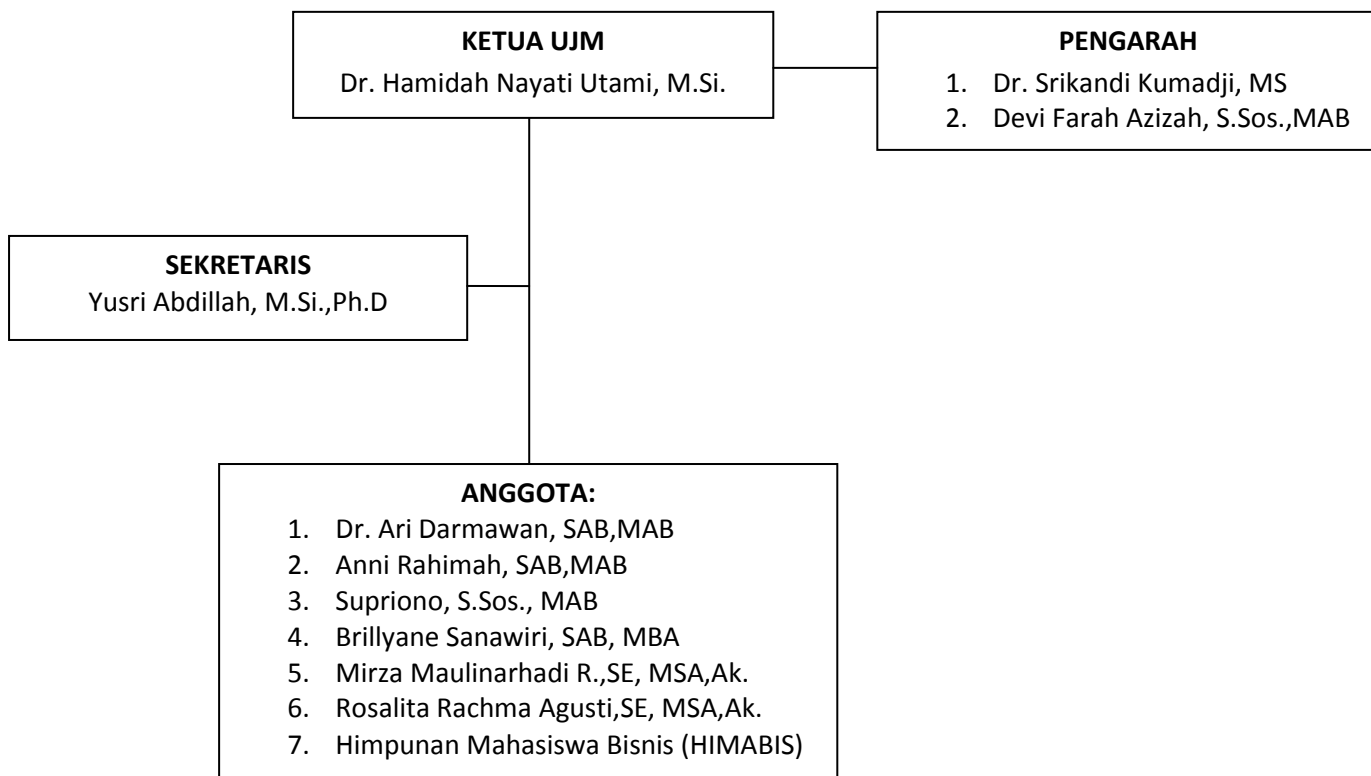 KETUA UJM
Dr. Hamidah Nayati Utami, M.Si.
PENGARAH
1. Dr. Srikandi Kumadji, MS
2. Devi Farah Azizah, S.Sos.,MAB
SEKRETARIS
Yusri Abdillah, M.Si.,Ph.D
ANGGOTA:
1. Dr. Ari Darmawan, SAB,MAB
2. Anni Rahimah, SAB,MAB
3. Supriono, S.Sos., MAB
4. Brillyane Sanawiri, SAB, MBA
5. Mirza Maulinarhadi R.,SE, MSA,Ak.
6. Rosalita Rachma Agusti,SE, MSA,Ak.
7. Himpunan Mahasiswa Bisnis (HIMABIS)